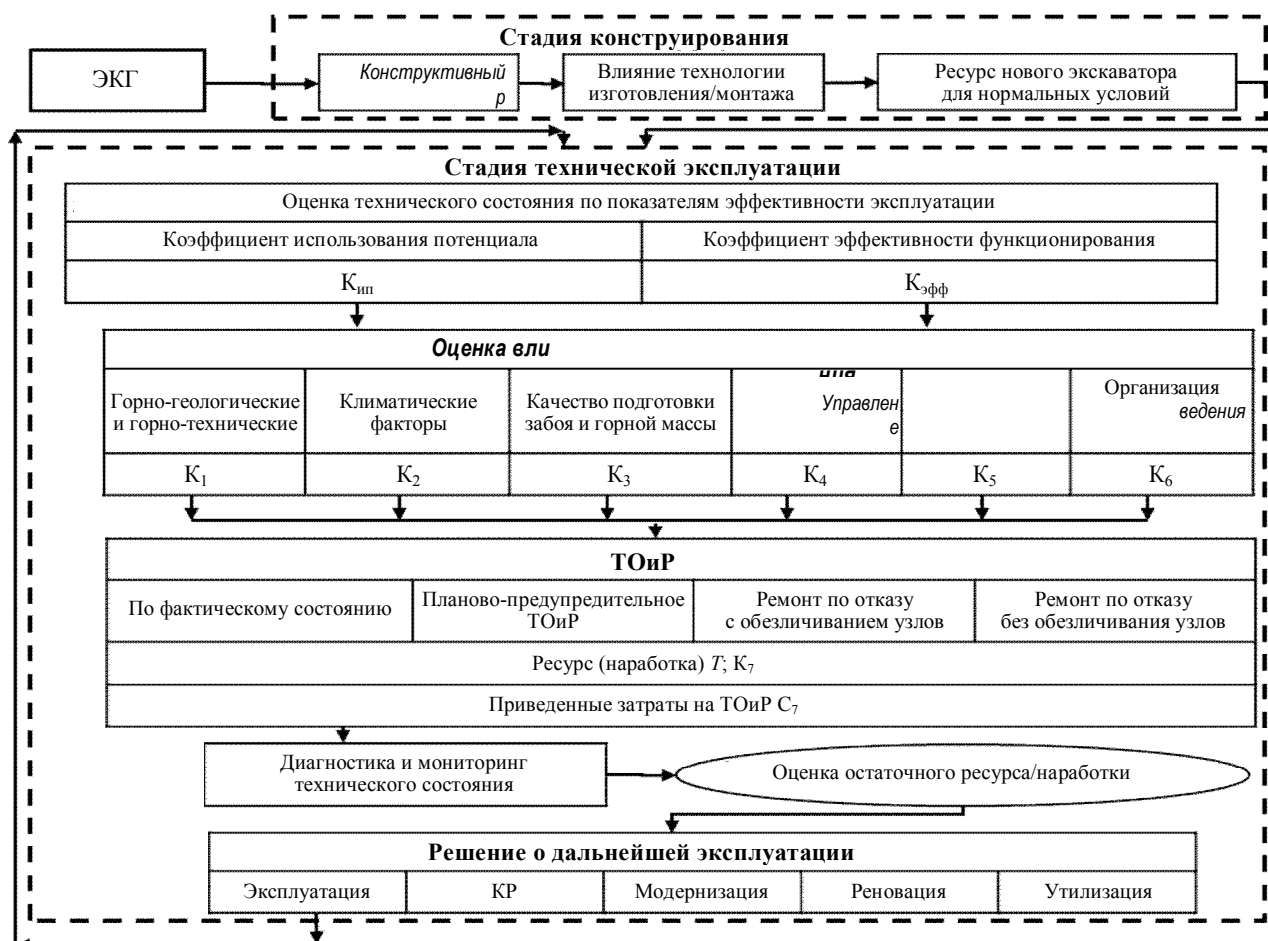 Стадия конструирования
ЭКГ
Конструктивный
р
Влияние технологии
изготовления/монтажа
Ресурс нового экскаватора
для нормальных условий
Стадия технической эксплуатации
Оценка технического состояния по показателям эффективности эксплуатации
Коэффициент использования потенциала
Коэффициент эффективности функционирования
Кип
Кэфф
Оценка вли
Горно-геологические
и горно-технические
Климатические
факторы
Качество подготовки
забоя и горной массы
Управлен
е
Организация
ведения
К1
К2
К3
К4
К5
К6
ТОиР
По фактическому состоянию
Планово-предупредительное
ТОиР
Ремонт по отказу
с обезличиванием узлов
Ремонт по отказу
без обезличивания узлов
Ресурс (наработка) Т; К7
Приведенные затраты на ТОиР С7
Диагностика и мониторинг
технического состояния
Оценка остаточного ресурса/наработки
Решение о дальнейшей эксплуатации
Эксплуатация
КР
Модернизация
Реновация
Утилизация